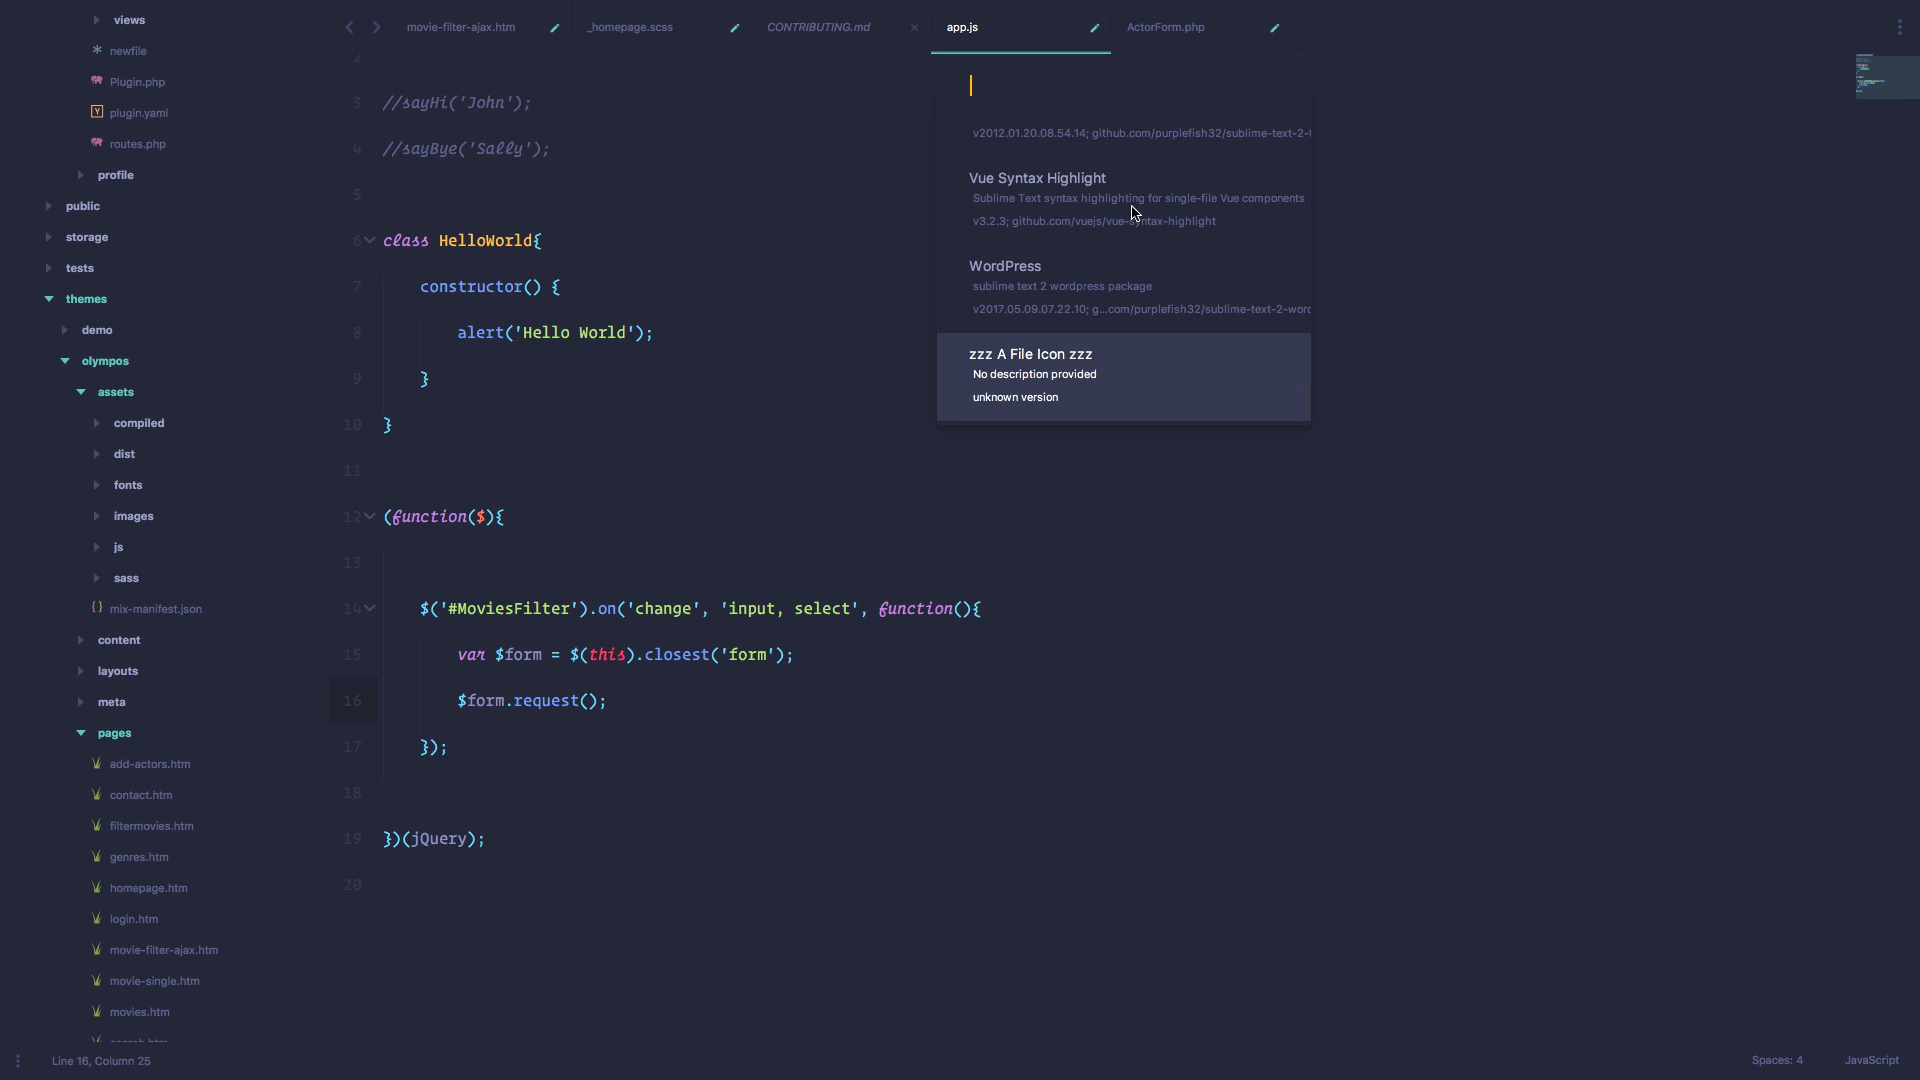 views
newfile
Plugin.php
plugin.yaml
routes.php
profile
public
storage
tests
themes
demo
olympos
assets
compiled
dist
fonts
images
js
sass
mix-manifest.json
content
layouts
meta
pages
add-actors.htm
contact.htm
filtermovies.htm
genres.htm
homepage.htm
login.htm
movie-filter-ajax.htm
movie-single.htm
movies.htm
movie-filter-ajax.htm
_homepage.scss
CONTRIBUTING.md
app.js
ActorForm.php
2
3 //sayHi('John');
4 //sayBye('Sally');
5
6 class HelloWorld{
7 constructor() {
8 alert('Hello World');
9 }
10 }
11
12 (function($){
13
14 $('#MoviesFilter').on('change', 'input, select', function(){
15 var $form = $(this).closest('form');
16 $form.request();
17 });
18
19 })(jQuery);
20
v2012.01.20.08.54.14; github.com/purplefish32/sublime-text-2-
Vue Syntax Highlight
Sublime Text syntax highlighting for single-file Vue components
v3.2.3; github.com/vuejs/vue-syntax-highlight
WordPress
sublime text 2 wordpress package
v2017.05.09.07.22.10; g...com/purplefish32/sublime-text-2-word
zzz A File Icon zzz
No description provided
unknown version
Line 16, Column 25
Spaces: 4
JavaScript